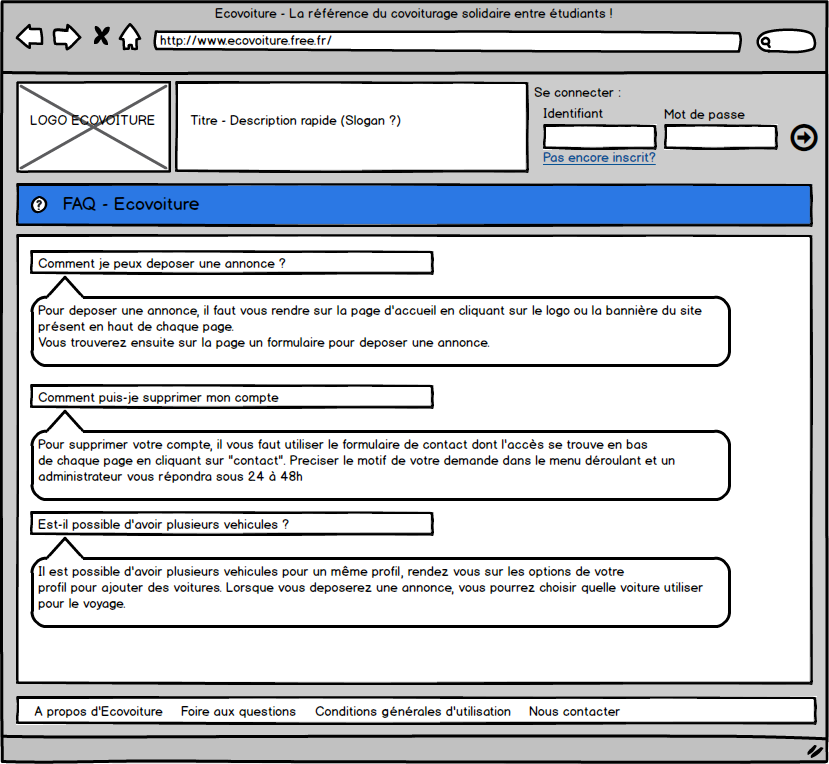 Ecovoiture - La référence du covoiturage solidaire entre étudiants !
http://www.ecovoiture.free.fr/
LOGO ECOVOITURE
Titre - Description rapide (Slogan ?)
Se connecter :
Identifiant
Mot de passe
Pas encore inscrit?
FAQ - Ecovoiture
Comment je peux deposer une annonce ?
Pour deposer une annonce, il faut vous rendre sur la page d'accueil en cliquant sur le logo ou la bannière du site
présent en haut de chaque page.
Vous trouverez ensuite sur la page un formulaire pour deposer une annonce.
Comment puis-je supprimer mon compte
Pour supprimer votre compte, il vous faut utiliser le formulaire de contact dont l'accès se trouve en bas
de chaque page en cliquant sur "contact". Preciser le motif de votre demande dans le menu déroulant et un
administrateur vous répondra sous 24 à 48h
Est-il possible d'avoir plusieurs vehicules ?
Il est possible d'avoir plusieurs vehicules pour un même profil, rendez vous sur les options de votre
profil pour ajouter des voitures. Lorsque vous deposerez une annonce, vous pourrez choisir quelle voiture utiliser
pour le voyage.
A propos d'Ecovoiture Foire aux questions Conditions générales d'utilisation Nous contacter